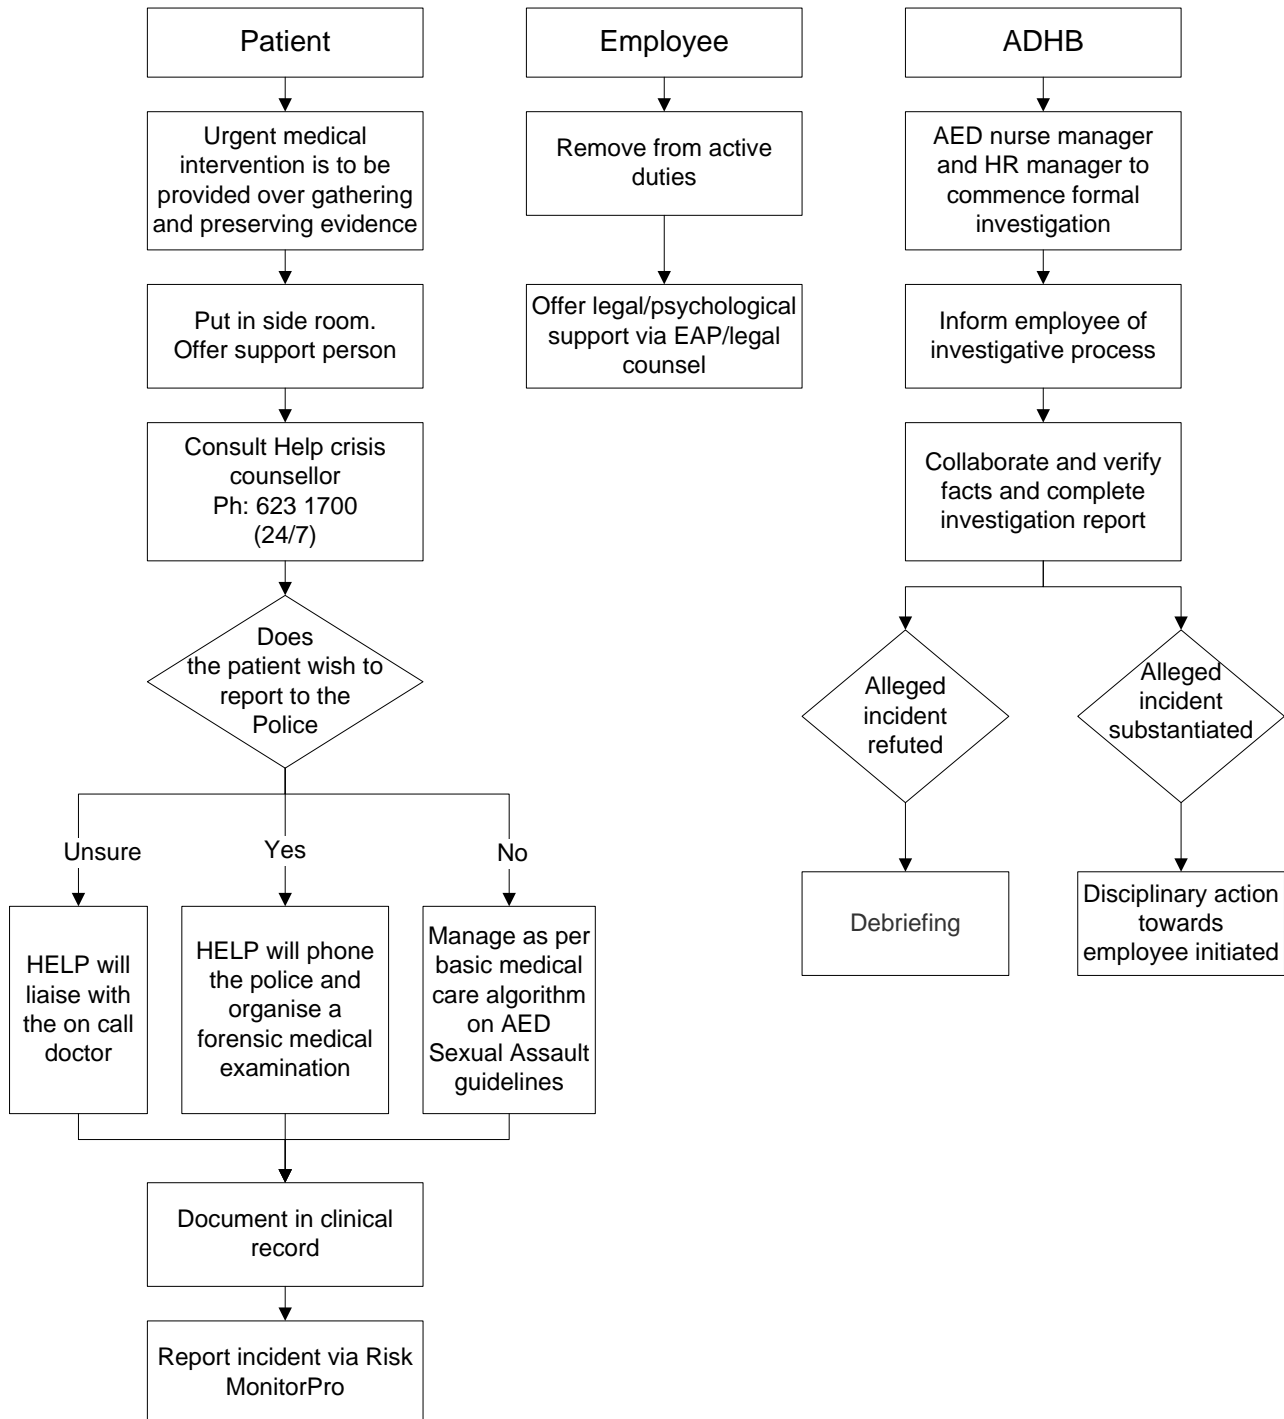 Patient
Urgent medical
intervention is to be
provided over gathering
and preserving evidence
Put in side room.
Offer support person
Consult Help crisis
counsellor
Ph: 623 1700
(24/7)
Does
the patient wish to
report to the
Police
Unsure
Yes
No
HELP will
liaise with
the on call
doctor
HELP will phone
the police and
organise a
forensic medical
examination
Manage as per
basic medical
care algorithm
on AED
Sexual Assault
guidelines
Document in clinical
record
Report incident via Risk
MonitorPro
Employee
Remove from active
duties
Offer legal/psychological
support via EAP/legal
counsel
ADHB
AED nurse manager
and HR manager to
commence formal
investigation
Inform employee of
investigative process
Collaborate and verify
facts and complete
investigation report
Alleged
incident
refuted
Alleged
incident
substantiated
Debriefing
Disciplinary action
towards
employee initiated